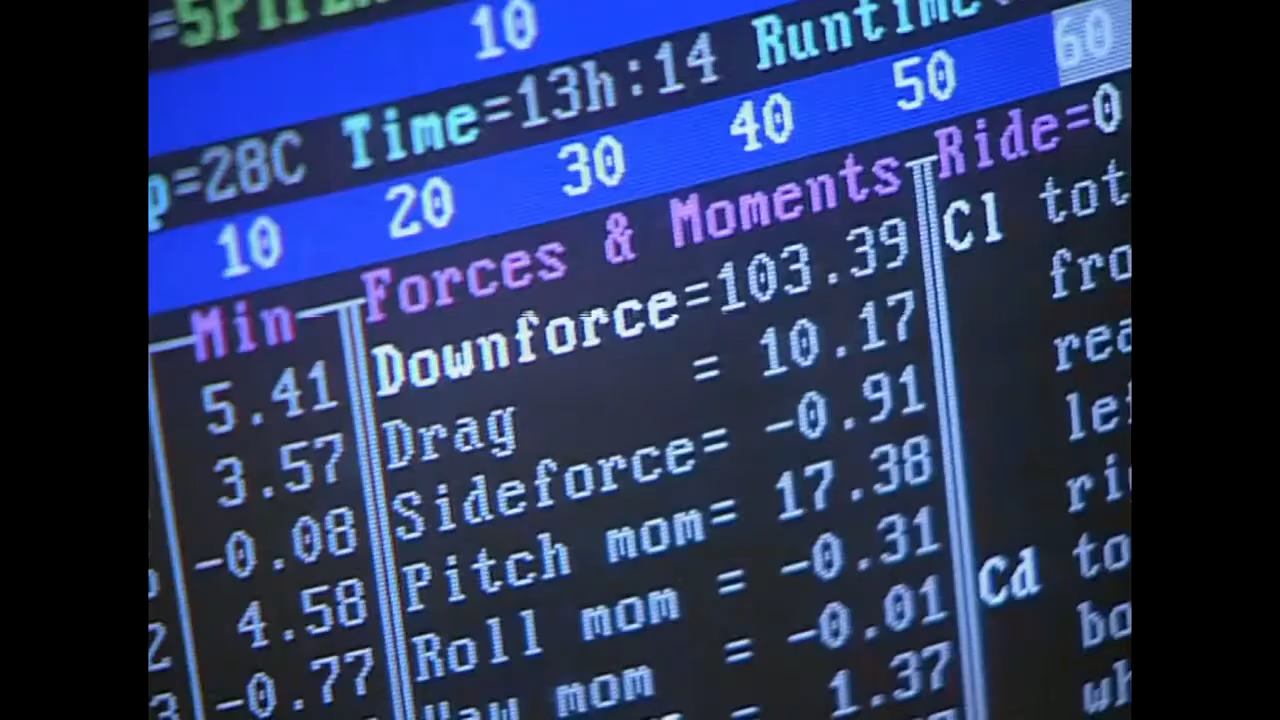 10
=28C Time=13h:14 Runtime
10 20 30 40 50 60
Min Forces & Moments Ride=0
5.41 Downforce=103.39 Cl tot
3.57 Drag = 10.17
-0.08 Sideforce= -0.91
4.58 Pitch mom= 17.38
-0.77 Roll mom = -0.31 Cd
Yaw mom = -0.01
= 1.37